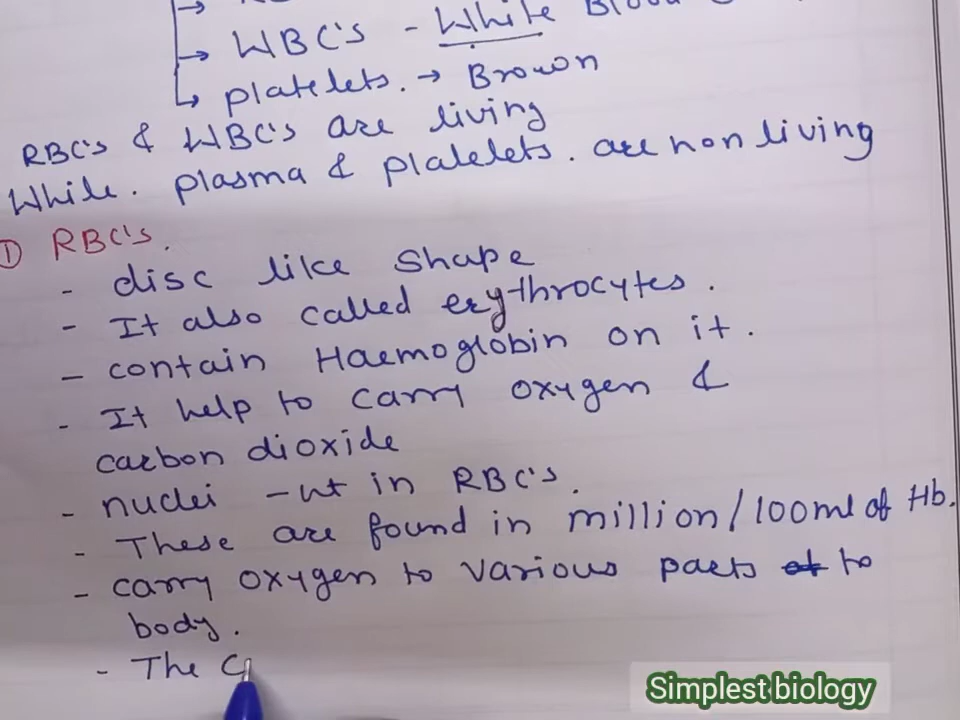 → WBC's - White Blood
→ platelets. → Brown
RBC's & WBC's are living
While. plasma & platelets. are non living
① RBC's.
- disc like shape
- It also called erythrocytes.
- contain Haemoglobin on it.
- It help to carry oxygen &
carbon dioxide
- nuclei -nt in RBC's.
- These are found in million/100ml of Hb.
- carry oxygen to various parts to
body.
- The
Simplest biology